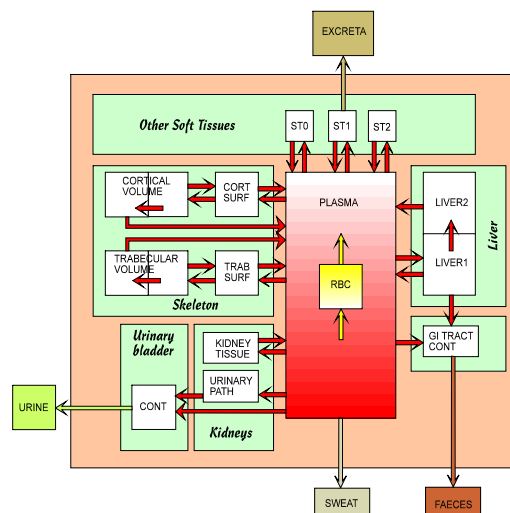 EXCRETA
Other Soft Tissues
ST0
ST1
ST2
CORTICAL
VOLUME
CORT
SURF
PLASMA
LIVER2
LIVER1
Liver
TRABECULAR
VOLUME
TRAB
SURF
RBC
Skeleton
Urinary
bladder
KIDNEY
TISSUE
GI TRACT
CONT
URINARY
PATH
URINE
CONT
Kidneys
SWEAT
FAECES